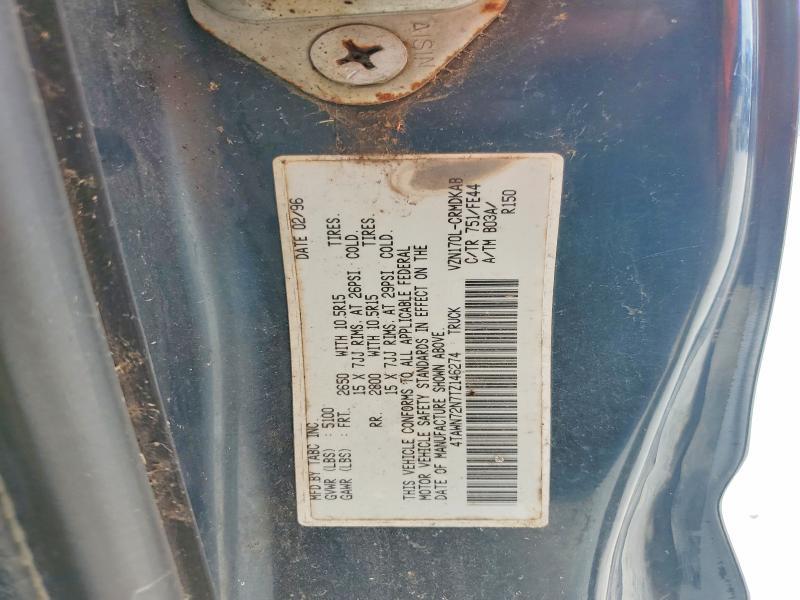 AISIN
MFD BY TABC INC. DATE 02/96
GVWR (LBS) : 5100
GAWR (LBS) : FRT. 2650 WITH 10.5R15 TIRES.
15 X 7JJ RIMS. AT 26PSI COLD.
RR. 2800 WITH 10.5R15 TIRES.
15 X 7JJ RIMS. AT 29PSI COLD.
THIS VEHICLE CONFORMS TO ALL APPLICABLE FEDERAL
MOTOR VEHICLE SAFETY STANDARDS IN EFFECT ON THE
DATE OF MANUFACTURE SHOWN ABOVE.
4TAWN72N7TZ146274 TRUCK
VZN170L-CRMDKAB
C/TR 751/FE44
A/TM B03A/
R150